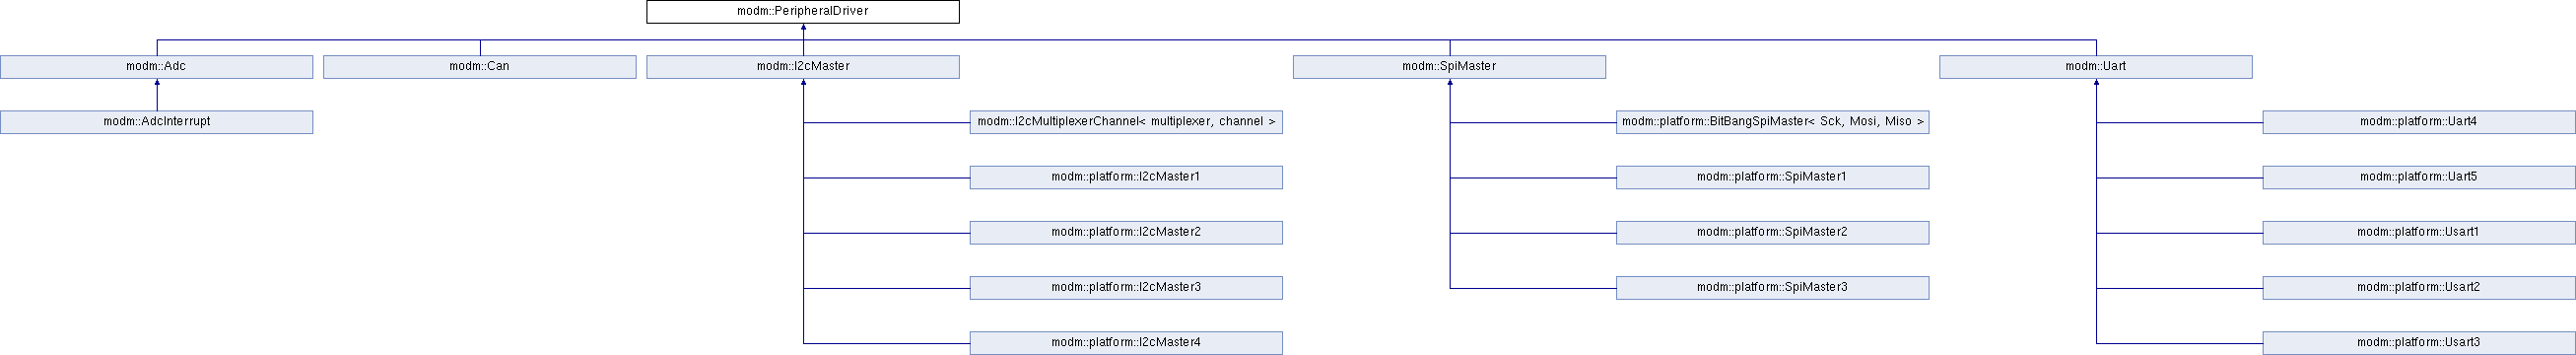 modm::PeripheralDriver
modm::Adc
modm::Can
modm::I2cMaster
modm::SpiMaster
modm::Uart
modm::AdcInterrupt
modm::I2cMultiplexerChannel< multiplexer, channel >
modm::platform::BitBangSpiMaster< Sck, Mosi, Miso >
modm::platform::Uart4
modm::platform::I2cMaster1
modm::platform::SpiMaster1
modm::platform::Uart5
modm::platform::I2cMaster2
modm::platform::SpiMaster2
modm::platform::Usart1
modm::platform::I2cMaster3
modm::platform::SpiMaster3
modm::platform::Usart2
modm::platform::I2cMaster4
modm::platform::Usart3